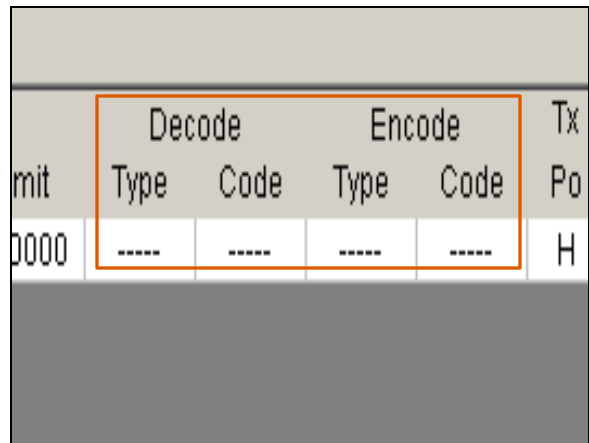 Decode Encode Tx
mit Type Code Type Code Po
0000 ----- ----- ----- ----- H